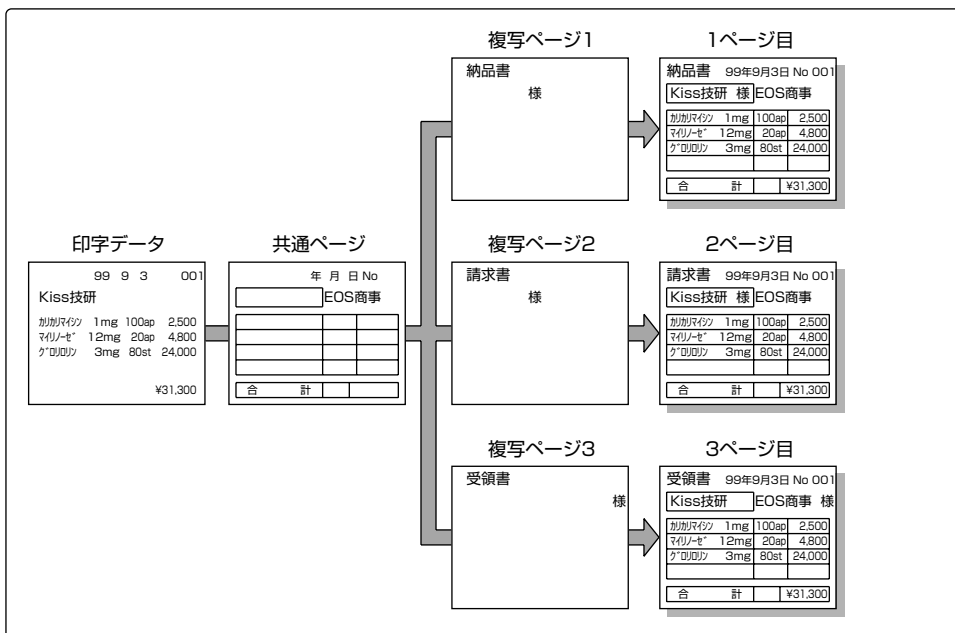 複写ページ1
納品書
様
1ページ目
納品書 99年9月3日 No 001
Kiss技研 様 EOS商事
ｶﾘｶﾘﾏｲｼﾝ 1mg 100ap 2,500
ﾏｲﾘﾉｰｾﾞ 12mg 20ap 4,800
ｸﾞﾛﾘﾛﾘﾝ 3mg 80st 24,000
合 計 ¥31,300
印字データ
99 9 3 001
Kiss技研
ｶﾘｶﾘﾏｲｼﾝ 1mg 100ap 2,500
ﾏｲﾘﾉｰｾﾞ 12mg 20ap 4,800
ｸﾞﾛﾘﾛﾘﾝ 3mg 80st 24,000
¥31,300
共通ページ
年 月 日 No
EOS商事
合 計
複写ページ2
請求書
様
2ページ目
請求書 99年9月3日 No 001
Kiss技研 様 EOS商事
ｶﾘｶﾘﾏｲｼﾝ 1mg 100ap 2,500
ﾏｲﾘﾉｰｾﾞ 12mg 20ap 4,800
ｸﾞﾛﾘﾛﾘﾝ 3mg 80st 24,000
合 計 ¥31,300
複写ページ3
受領書
様
3ページ目
受領書 99年9月3日 No 001
Kiss技研 EOS商事 様
ｶﾘｶﾘﾏｲｼﾝ 1mg 100ap 2,500
ﾏｲﾘﾉｰｾﾞ 12mg 20ap 4,800
ｸﾞﾛﾘﾛﾘﾝ 3mg 80st 24,000
合 計 ¥31,300